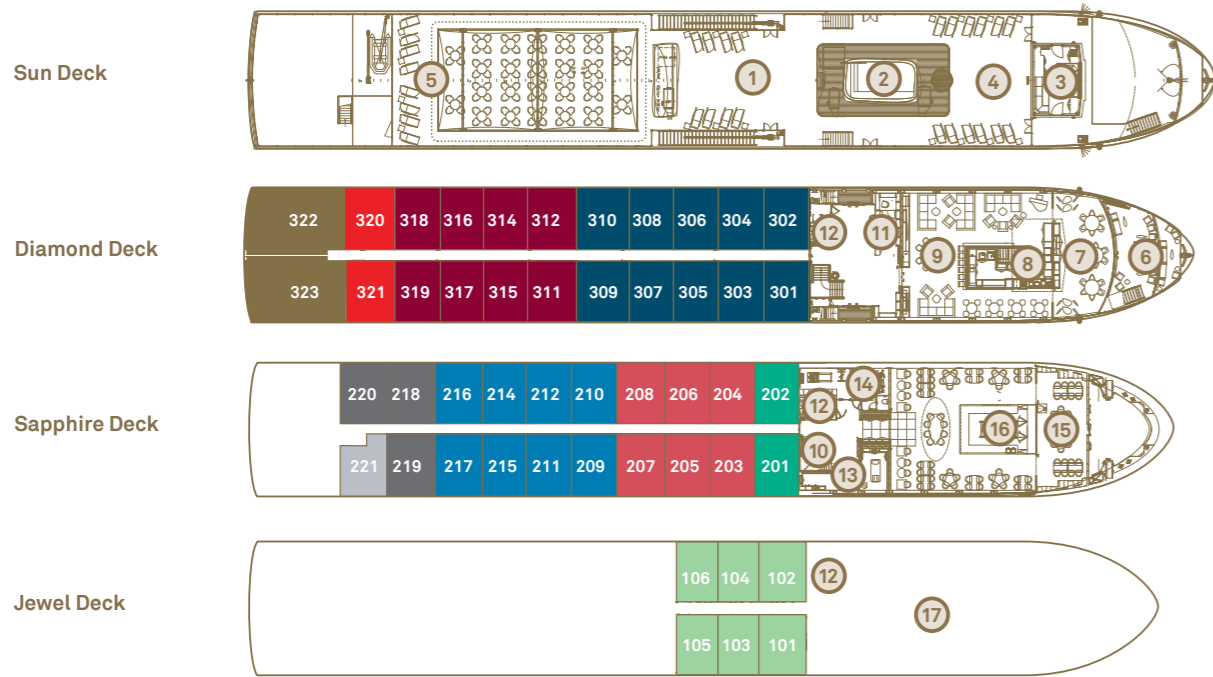 Sun Deck
5 1 2 4 3
Diamond Deck
322 320 318 316 314 312 310 308 306 304 302 12 11
9 8 7 6
323 321 319 317 315 311 309 307 305 303 301
Sapphire Deck
220 218 216 214 212 210 208 206 204 202 12 14
16 15
221 219 217 215 211 209 207 205 203 201 10 13
Jewel Deck
106 104 102 12
17
105 103 101